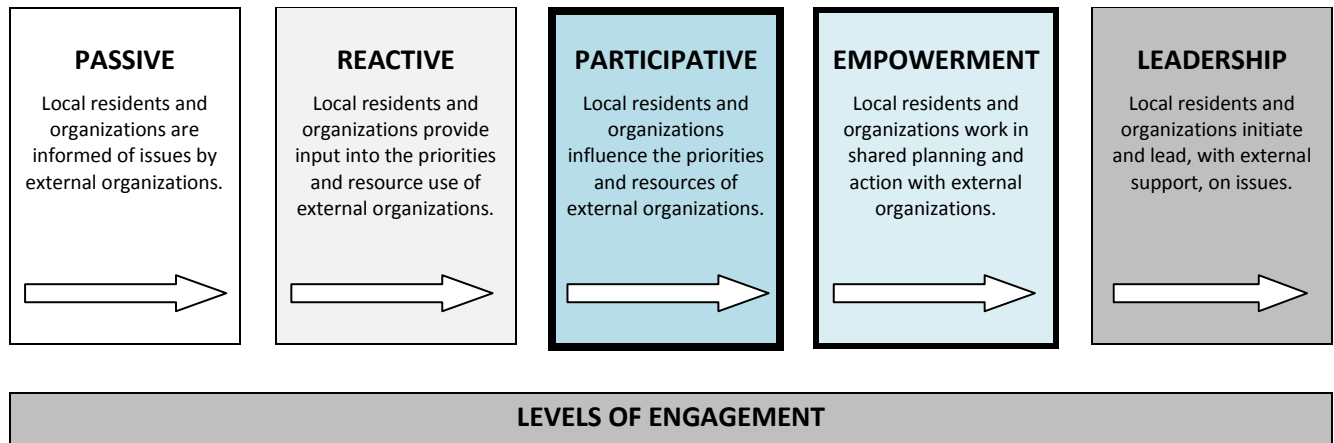 PASSIVE
Local residents and
organizations are
informed of issues by
external organizations.
REACTIVE
Local residents and
organizations provide
input into the priorities
and resource use of
external organizations.
PARTICIPATIVE
Local residents and
organizations
influence the priorities
and resources of
external organizations.
EMPOWERMENT
Local residents and
organizations work in
shared planning and
action with external
organizations.
LEADERSHIP
Local residents and
organizations initiate
and lead, with external
support, on issues.
LEVELS OF ENGAGEMENT